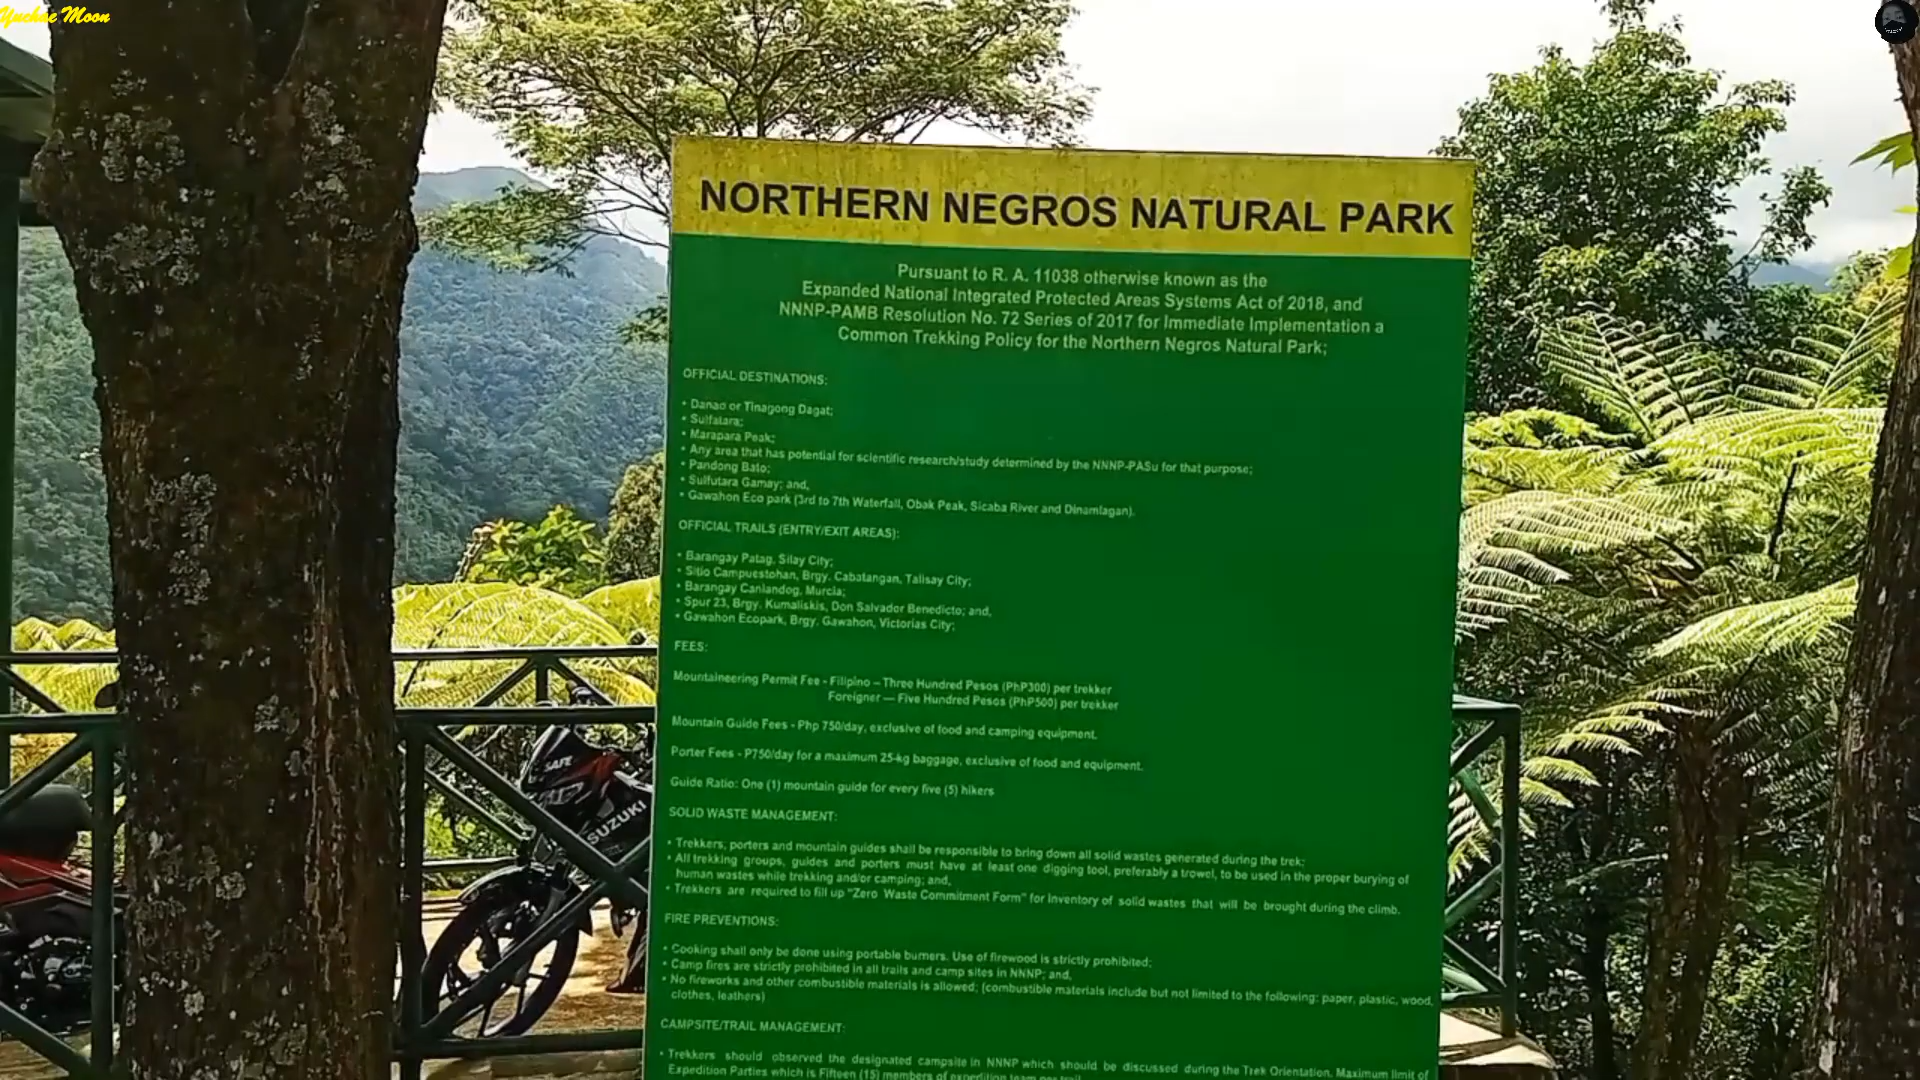 Yuchae Moon
NORTHERN NEGROS NATURAL PARK
Pursuant to R. A. 11038 otherwise known as the
Expanded National Integrated Protected Areas Systems Act of 2018, and
NNNP-PAMB Resolution No. 72 Series of 2017 for Immediate Implementation a
Common Trekking Policy for the Northern Negros Natural Park;
OFFICIAL DESTINATIONS:
• Danao or Tinagong Dagat;
• Sulfatara;
• Marapara Peak;
• Any area that has potential for scientific research/study determined by the NNNP-PASu for that purpose;
• Pandong Bato;
• Sulfutara Gamay; and,
• Gawahon Eco park (3rd to 7th Waterfall, Obak Peak, Sicaba River and Dinamlagan).
OFFICIAL TRAILS (ENTRY/EXIT AREAS):
• Barangay Patag, Silay City;
• Sitio Campuestohan, Brgy. Cabatangan, Talisay City;
• Barangay Canlandog, Murcia;
• Spur 23, Brgy. Kumaliskis, Don Salvador Benedicto; and,
• Gawahon Ecopark, Brgy. Gawahon, Victorias City;
FEES:
Mountaineering Permit Fee - Filipino – Three Hundred Pesos (PhP300) per trekker
Foreigner — Five Hundred Pesos (PhP500) per trekker
Mountain Guide Fees - Php 750/day, exclusive of food and camping equipment.
Porter Fees - P750/day for a maximum 25-kg baggage, exclusive of food and equipment.
Guide Ratio: One (1) mountain guide for every five (5) hikers
SOLID WASTE MANAGEMENT:
• Trekkers, porters and mountain guides shall be responsible to bring down all solid wastes generated during the trek;
• All trekking groups, guides and porters must have at least one digging tool, preferably a trowel, to be used in the proper burying of
human wastes while trekking and/or camping; and,
• Trekkers are required to fill up "Zero Waste Commitment Form" for inventory of solid wastes that will be brought during the climb.
FIRE PREVENTIONS:
• Cooking shall only be done using portable burners. Use of firewood is strictly prohibited;
• Camp fires are strictly prohibited in all trails and camp sites in NNNP; and,
• No fireworks and other combustible materials is allowed; (combustible materials include but not limited to the following: paper, plastic, wood,
clothes, leathers)
CAMPSITE/TRAIL MANAGEMENT:
• Trekkers should observed the designated campsite in NNNP which should be discussed during the Trek Orientation. Maximum limit of
Expedition Parties which is Fifteen (15) members of expedition team per trail
SUZUKI